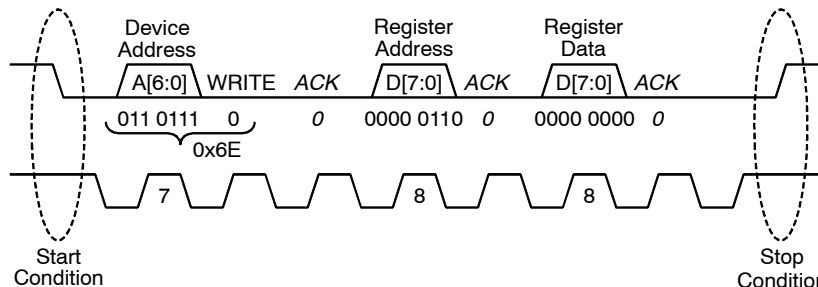 Device Address
Register Address
Register Data
A[6:0] WRITE ACK D[7:0] ACK D[7:0] ACK
011 0111 0 0 0000 0110 0 0000 0000 0
0x6E
7 8 8
Start Condition
Stop Condition